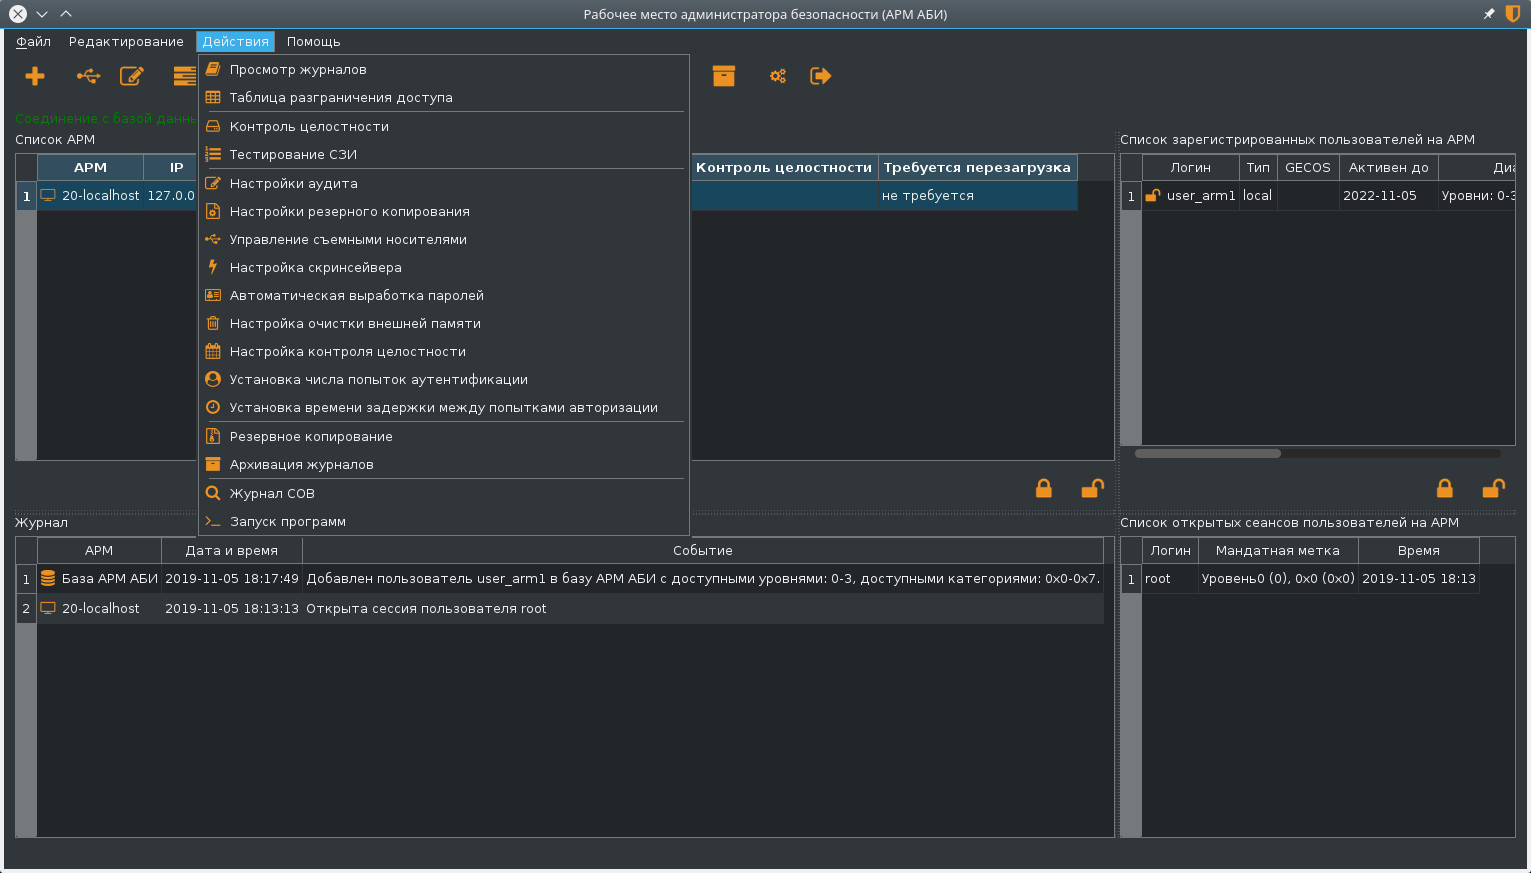 Рабочее место администратора безопасности (АРМ АБИ)
Файл Редактирование Действия Помощь
Просмотр журналов
Таблица разграничения доступа
Контроль целостности
Тестирование СЗИ
Настройки аудита
Настройки резерного копирования
Управление съемными носителями
Настройка скринсейвера
Автоматическая выработка паролей
Настройка очистки внешней памяти
Настройка контроля целостности
Установка числа попыток аутентификации
Установка времени задержки между попытками авторизации
Резервное копирование
Архивация журналов
Журнал СОВ
Запуск программ
Соединение с базой данн
Список АРМ
АРМ IP Контроль целостности Требуется перезагрузка
1 20-localhost 127.0.0 не требуется
Список зарегистрированных пользователей на АРМ
Логин Тип GECOS Активен до Диа
1 user_arm1 local 2022-11-05 Уровни: 0-3
Журнал
АРМ Дата и время Событие
1 База АРМ АБИ 2019-11-05 18:17:49 Добавлен пользователь user_arm1 в базу АРМ АБИ с доступными уровнями: 0-3, доступными категориями: 0x0-0x7.
2 20-localhost 2019-11-05 18:13:13 Открыта сессия пользователя root
Список открытых сеансов пользователей на АРМ
Логин Мандатная метка Время
1 root Уровень0 (0), 0x0 (0x0) 2019-11-05 18:13